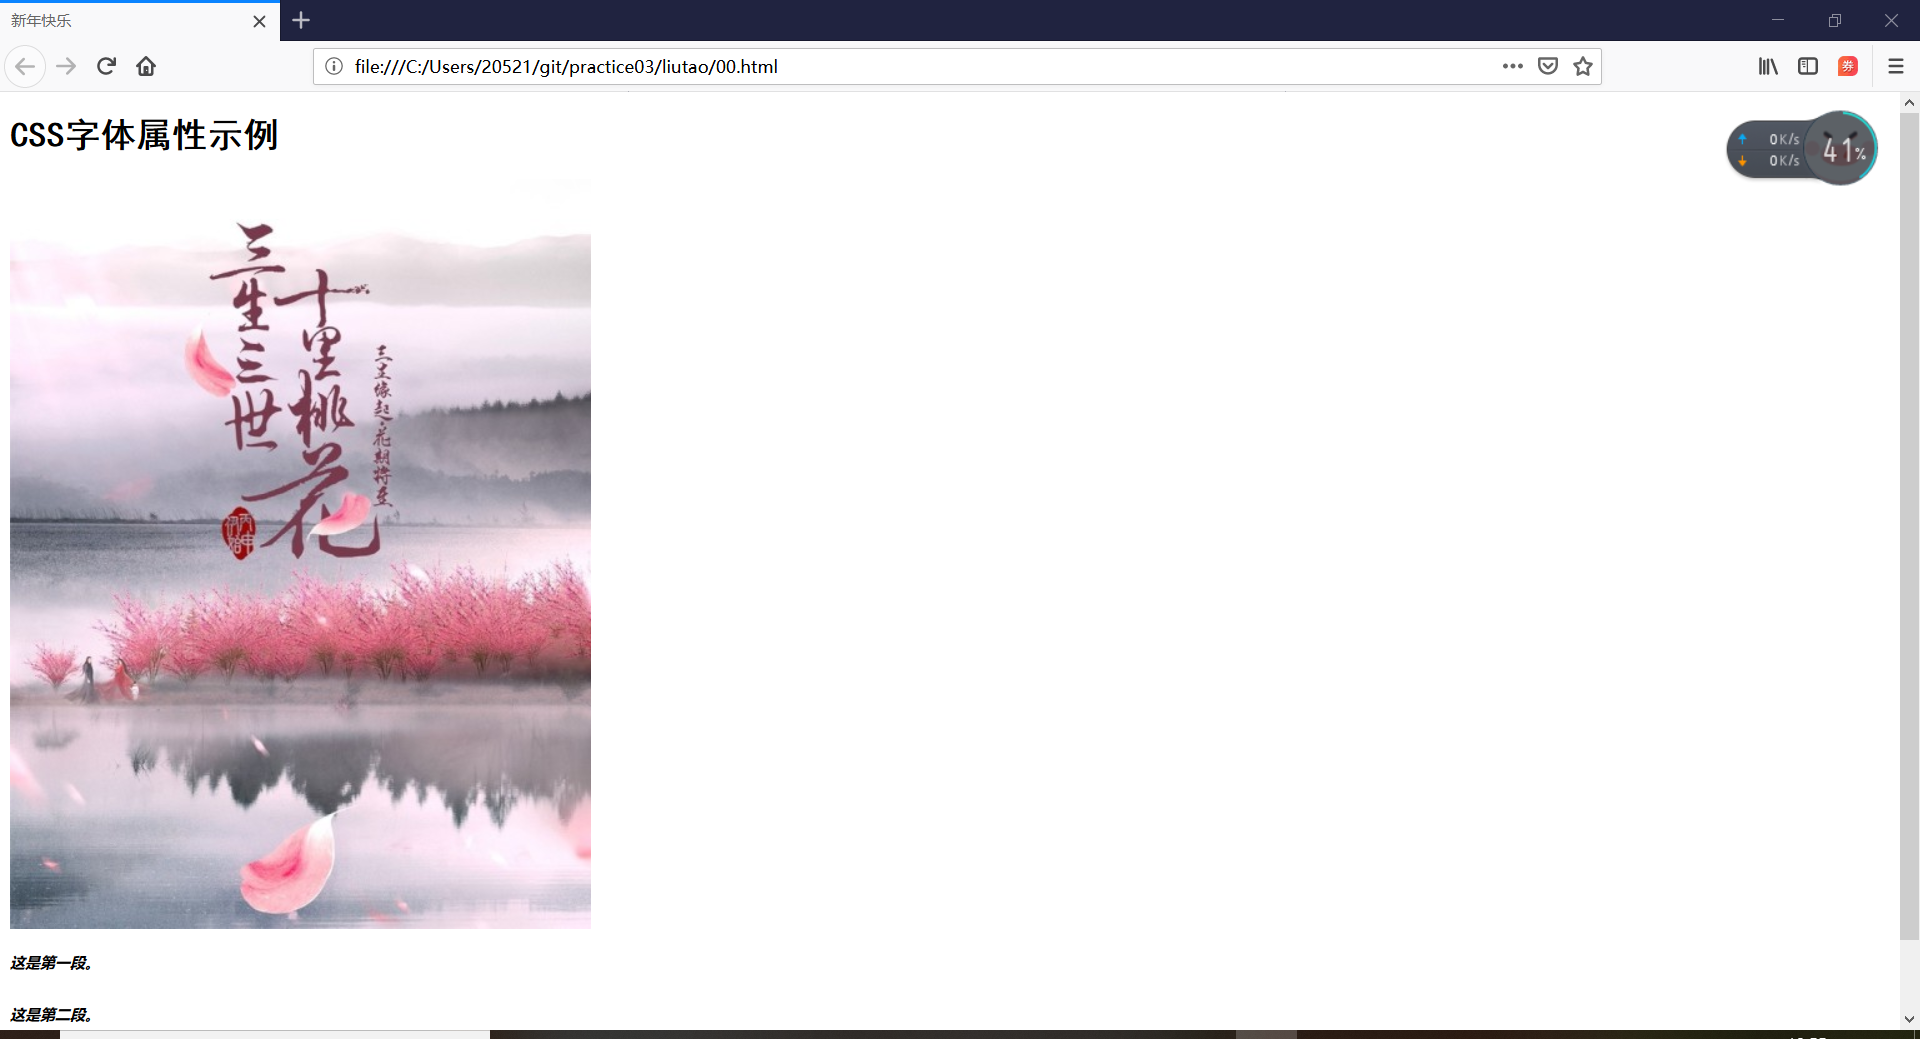 新年快乐
file:///C:/Users/20521/git/practice03/liutao/00.html
券
CSS字体属性示例
0K/s
0K/s
41%
三生三世
十里桃花
三生缘起·花期将至
这是第一段。
这是第二段。